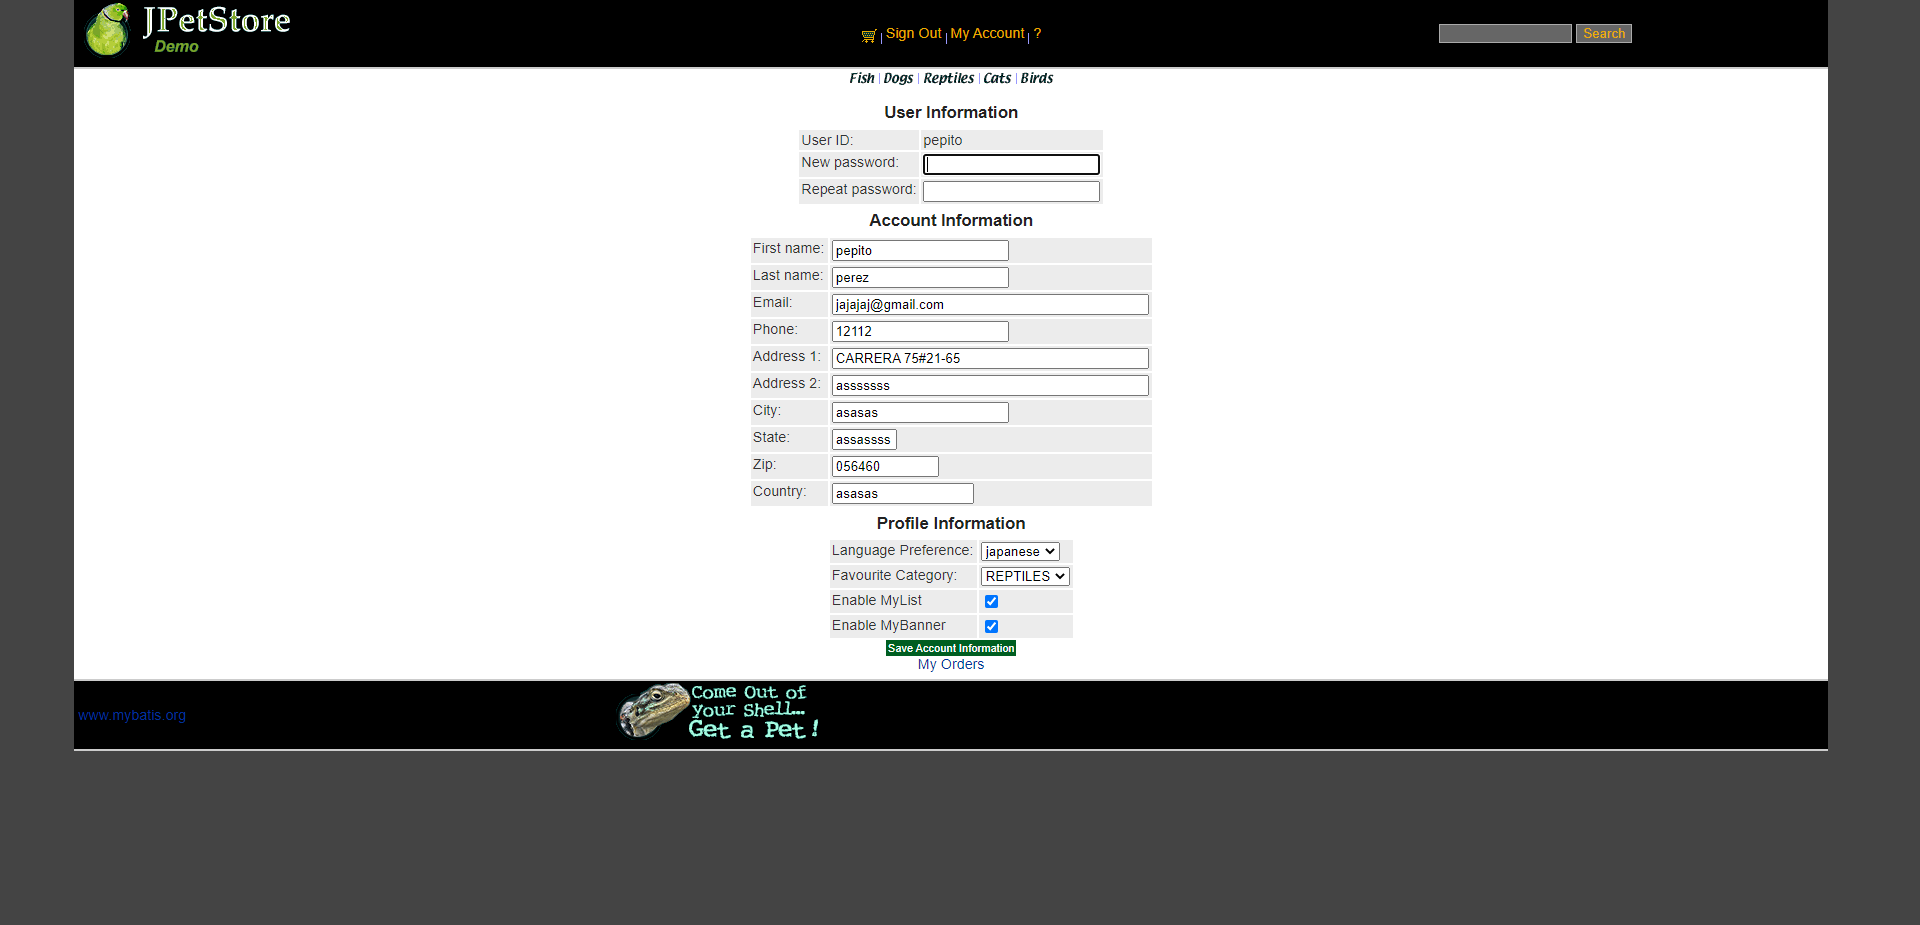 JPetStore
Demo
Sign Out | My Account | ?
Search
Fish | Dogs | Reptiles | Cats | Birds
User Information
User ID: pepito
New password:
Repeat password:
Account Information
First name: pepito
Last name: perez
Email: jajajaj@gmail.com
Phone: 12112
Address 1: CARRERA 75#21-65
Address 2: asssssss
City: asasas
State: assassss
Zip: 056460
Country: asasas
Profile Information
Language Preference: japanese
Favourite Category: REPTILES
Enable MyList
Enable MyBanner
Save Account Information
My Orders
www.mybatis.org
Come Out of
your Shell...
Get a Pet!